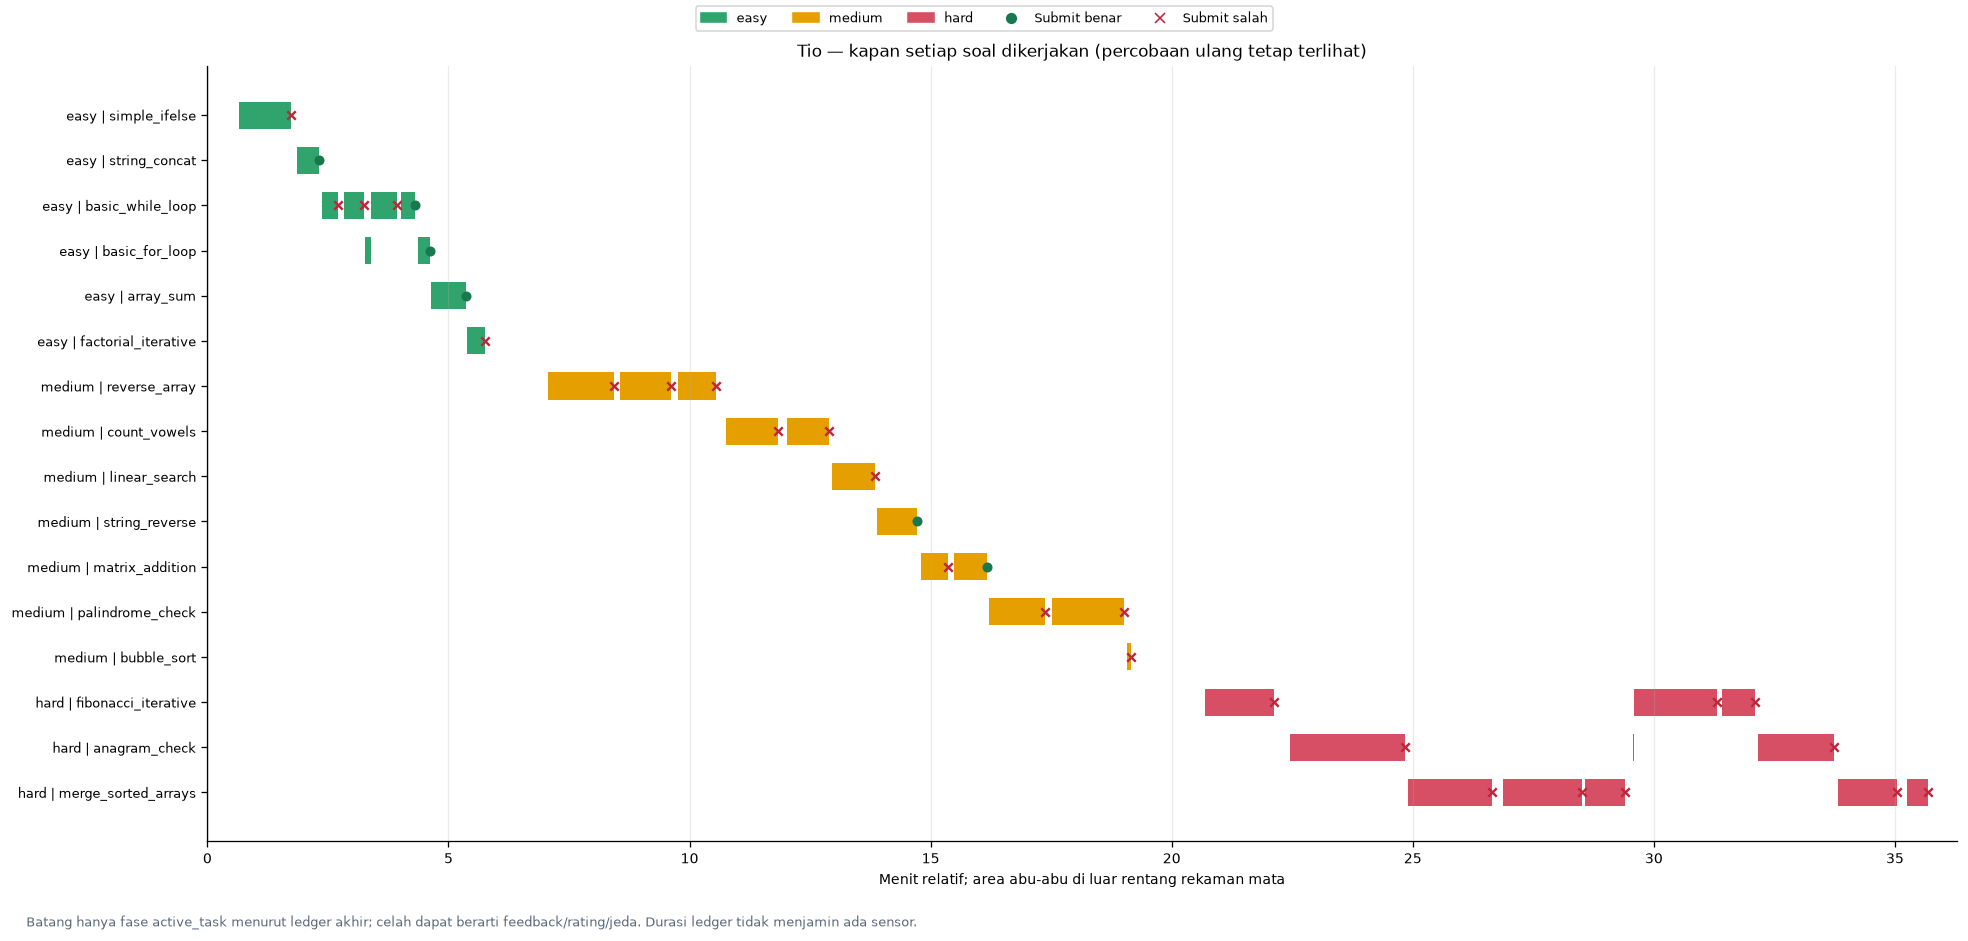 easy medium hard Submit benar Submit salah
Tio — kapan setiap soal dikerjakan (percobaan ulang tetap terlihat)
easy | simple_ifelse
easy | string_concat
easy | basic_while_loop
easy | basic_for_loop
easy | array_sum
easy | factorial_iterative
medium | reverse_array
medium | count_vowels
medium | linear_search
medium | string_reverse
medium | matrix_addition
medium | palindrome_check
medium | bubble_sort
hard | fibonacci_iterative
hard | anagram_check
hard | merge_sorted_arrays
0 5 10 15 20 25 30 35
Menit relatif; area abu-abu di luar rentang rekaman mata
Batang hanya fase active_task menurut ledger akhir; celah dapat berarti feedback/rating/jeda. Durasi ledger tidak menjamin ada sensor.